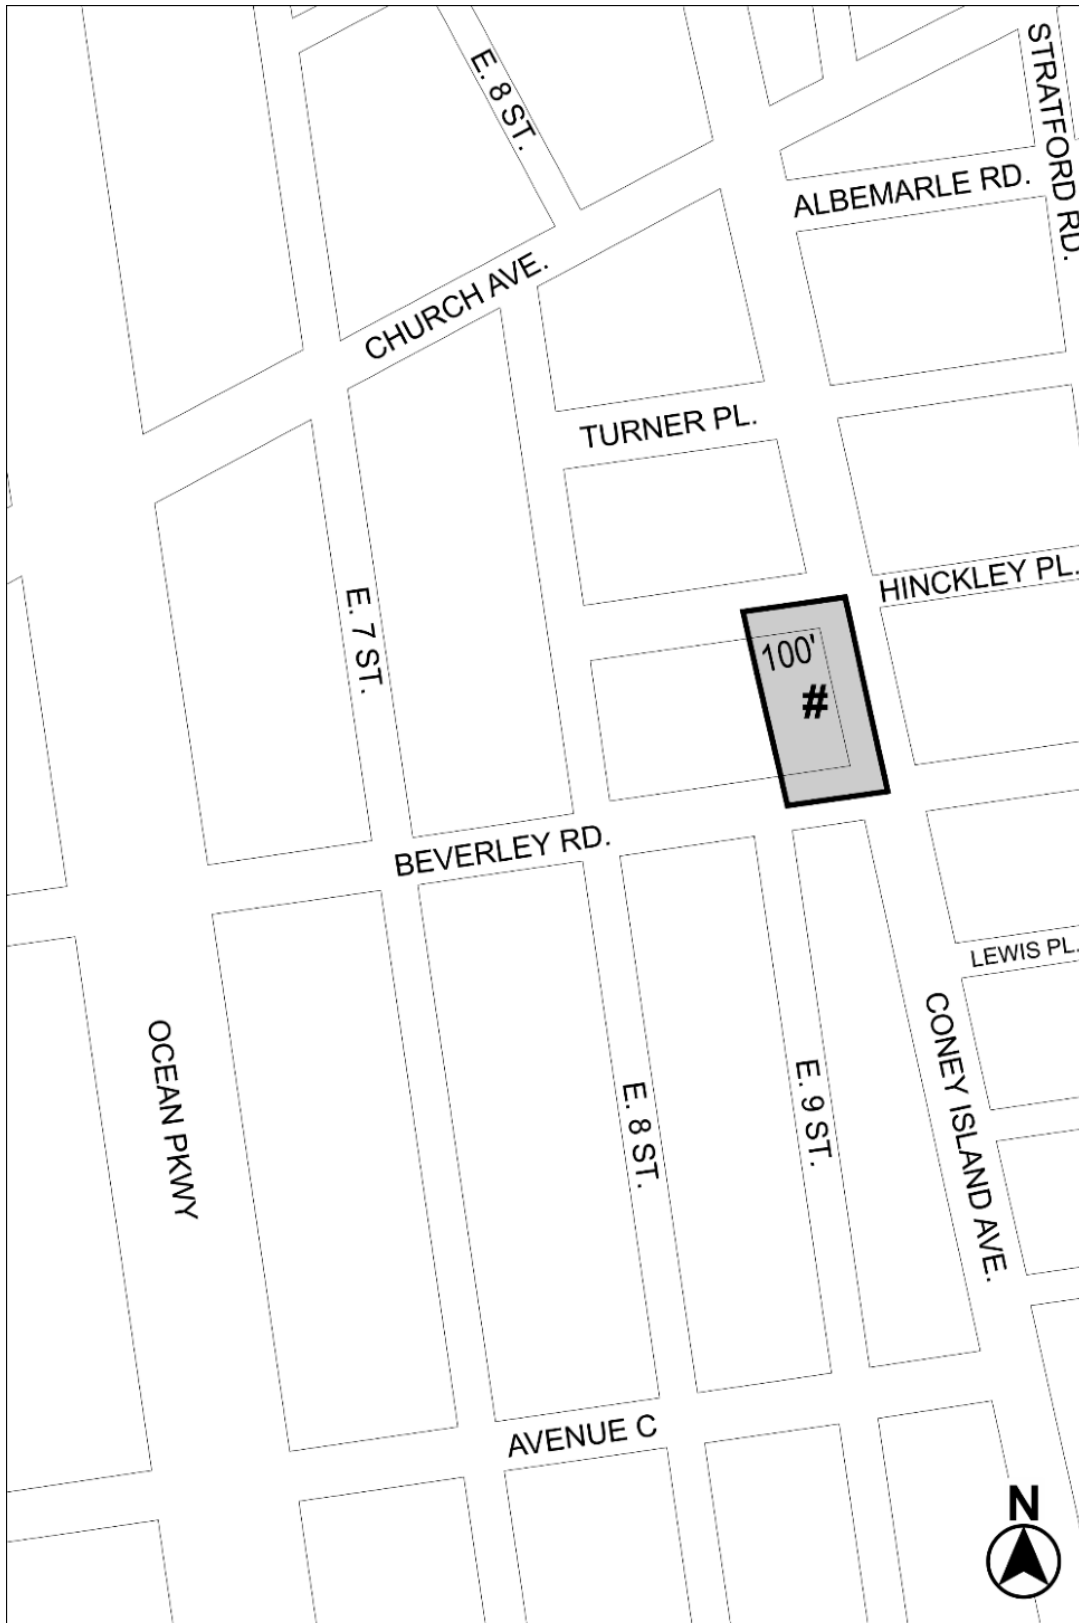 E. 8 ST.
STRATFORD RD.
ALBEMARLE RD.
CHURCH AVE.
TURNER PL.
HINCKLEY PL.
E. 7 ST.
100'
#
BEVERLEY RD.
LEWIS PL.
OCEAN PKWY
CONEY ISLAND AVE.
E. 8 ST.
E. 9 ST.
AVENUE C
N